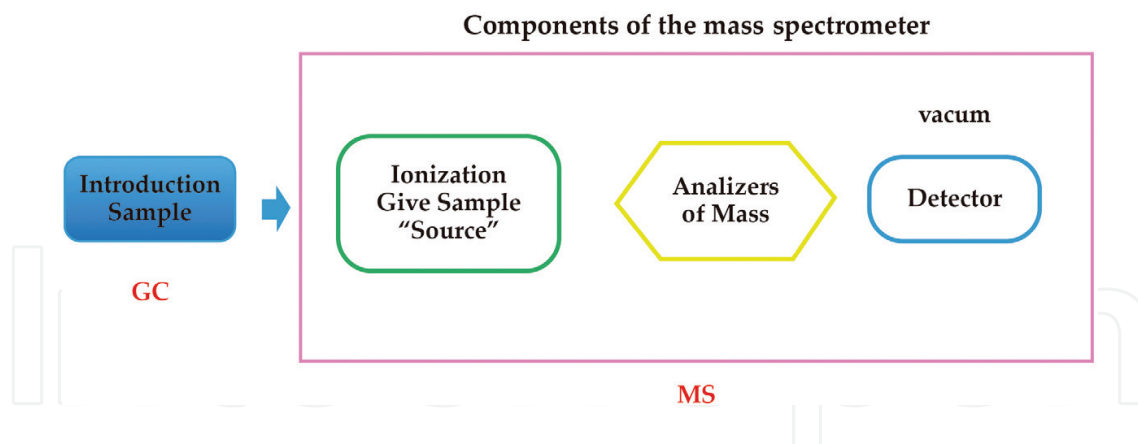 Components of the mass spectrometer
Introduction
Sample
GC
Ionization
Give Sample
“Source”
Analizers
of Mass
vacum
Detector
MS